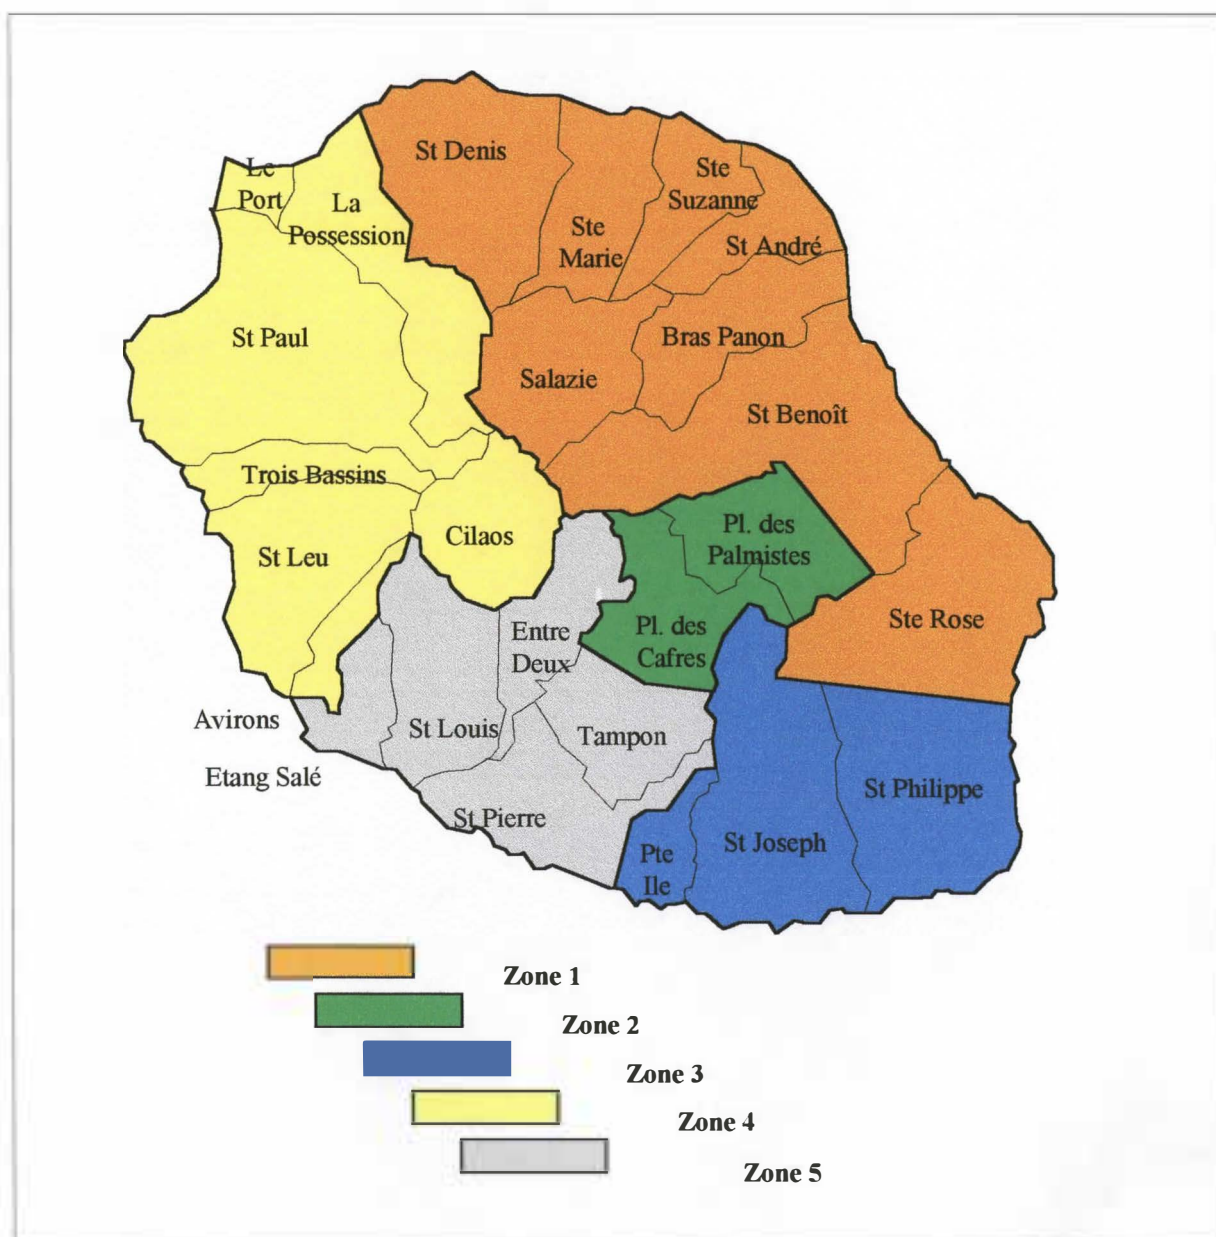 St Denis
Le
Port
La
Possession
Ste
Suzanne
Ste
Marie
St André
St Paul
Bras Panon
Salazie
St Benoît
Trois Bassins
Cilaos
St Leu
Pl. des
Palmistes
Pl. des
Cafres
Ste Rose
Entre
Deux
Avirons
St Louis
Tampon
Etang Salé
St Pierre
St Philippe
St Joseph
Pte
Ile
Zone 1
Zone 2
Zone 3
Zone 4
Zone 5